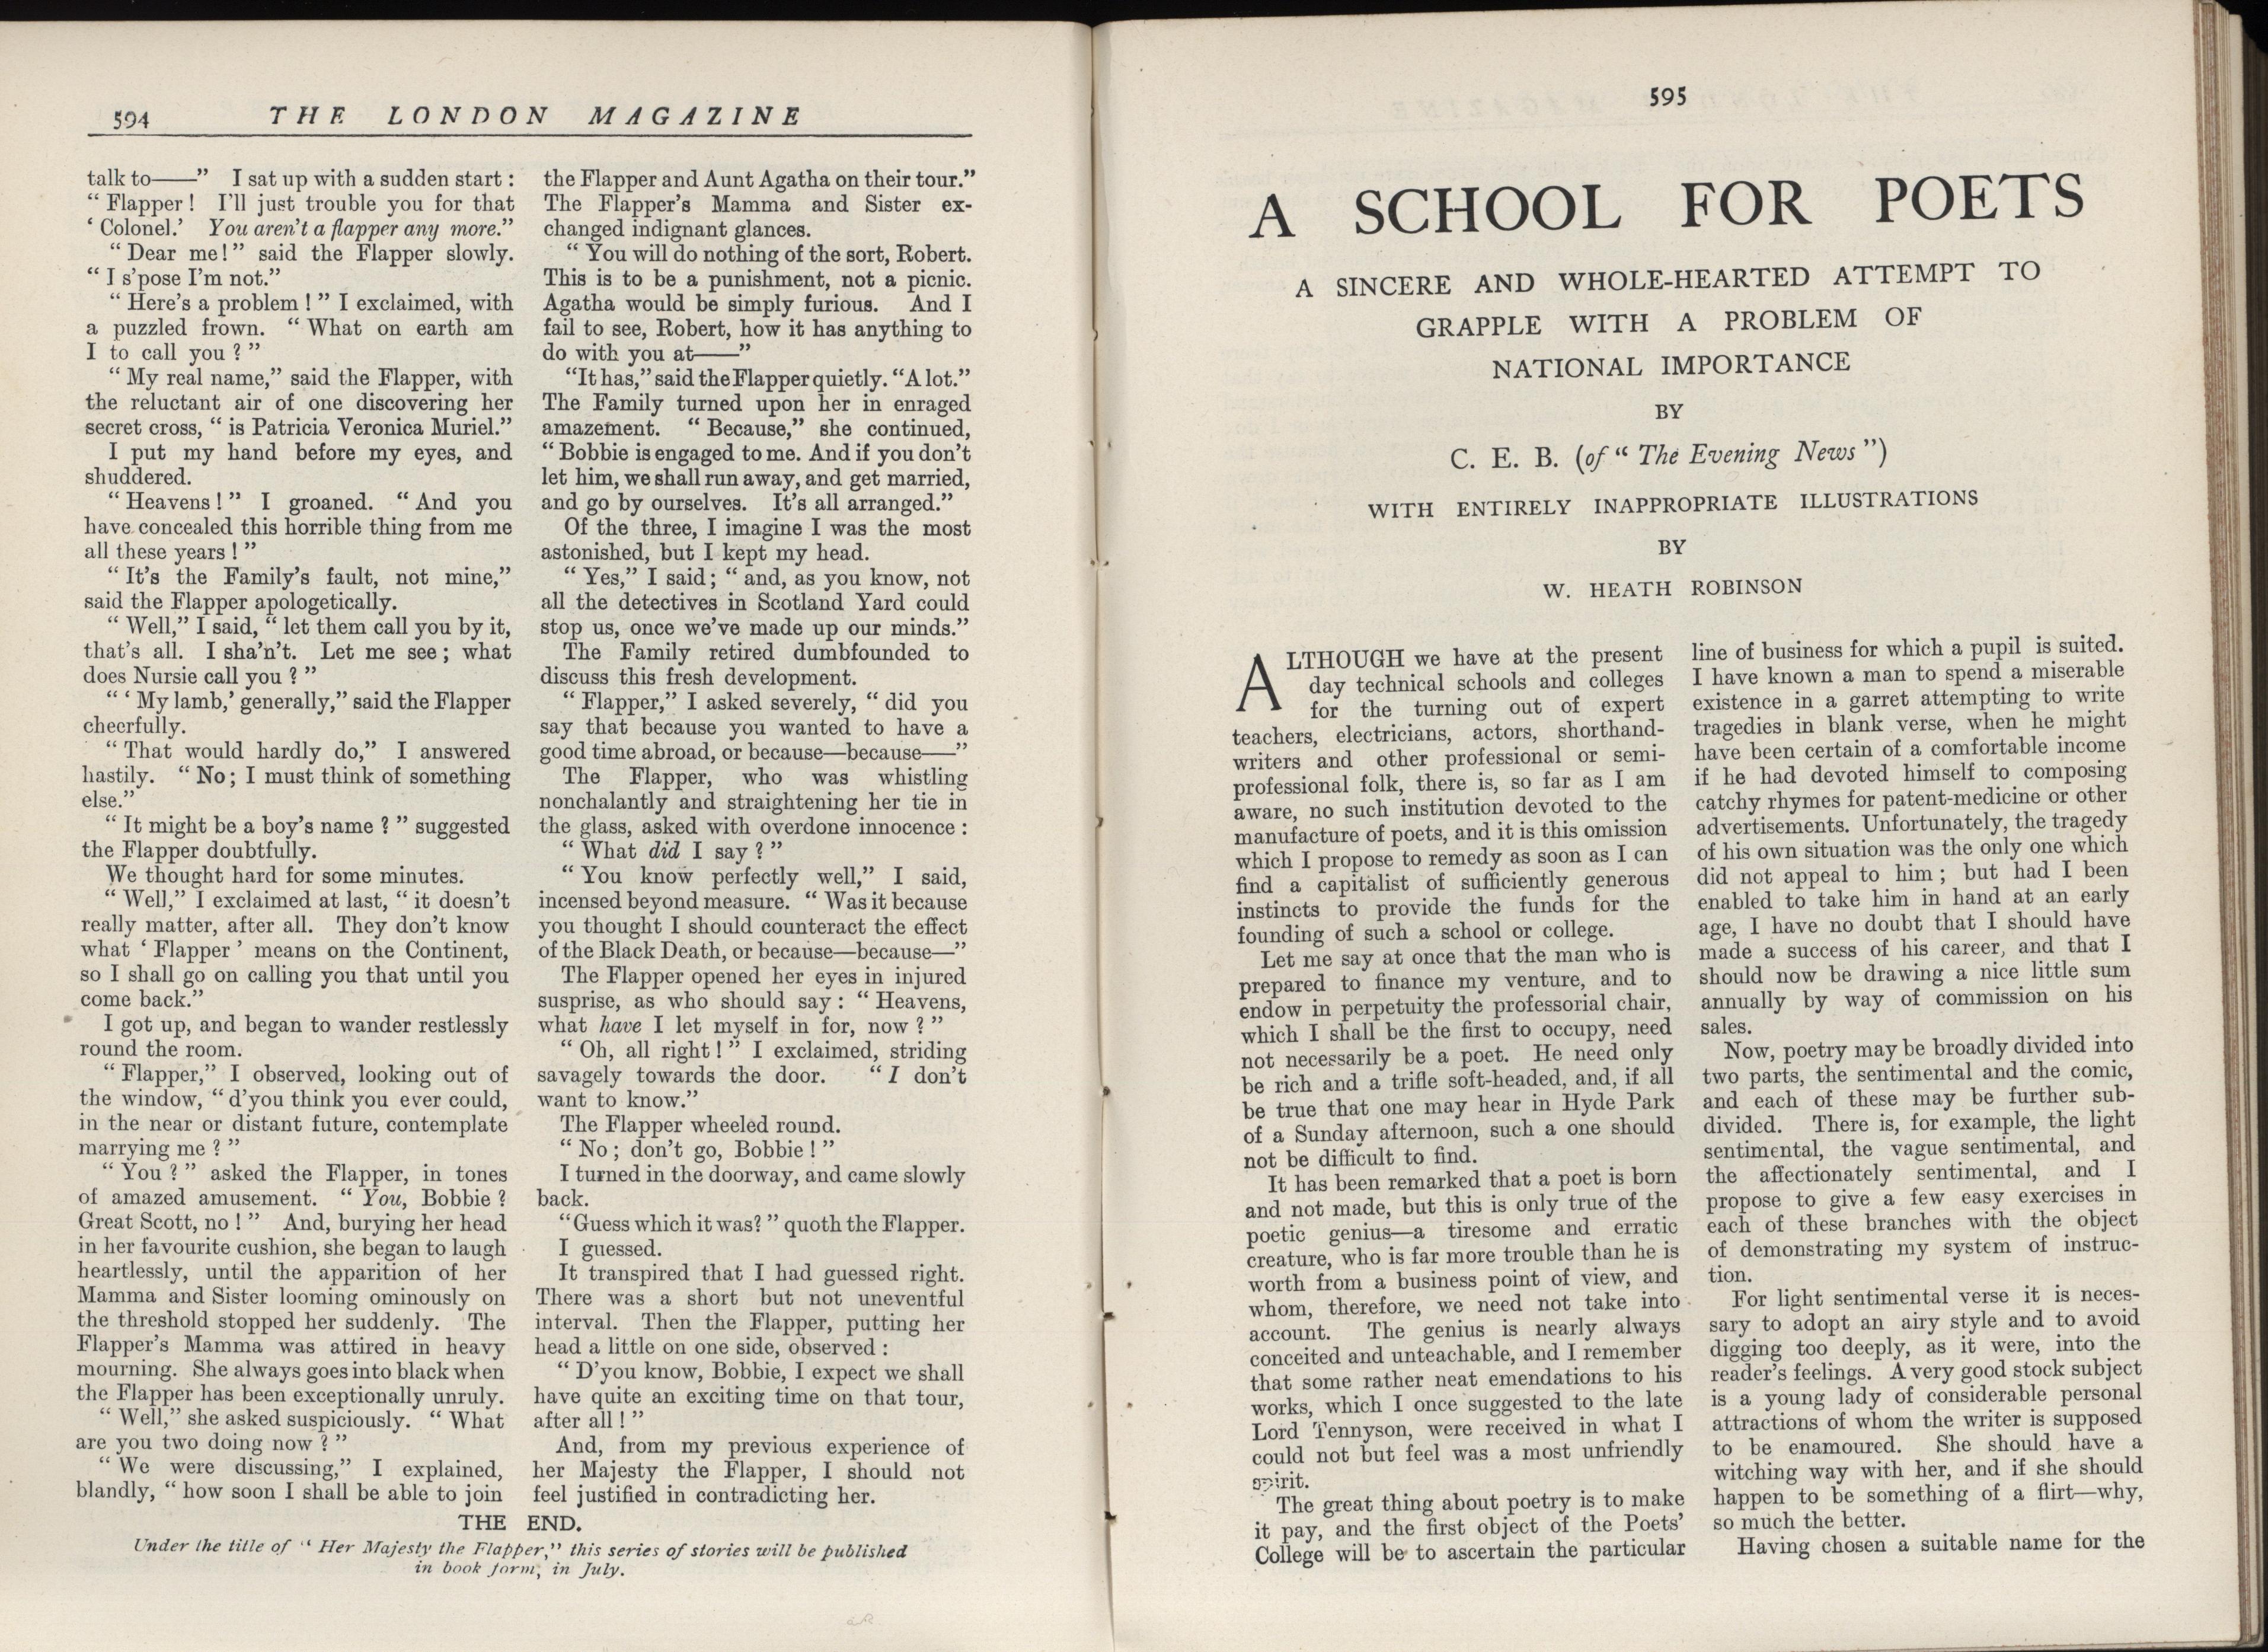 594 THE LONDON MAGAZINE
talk to——” I sat up with a sudden start :
“ Flapper ! I'll just trouble you for that
‘ Colonel.’ You aren't a flapper any more.”
“ Dear me ! ” said the Flapper slowly.
“ I s'pose I'm not.”
“ Here's a problem ! ” I exclaimed, with
a puzzled frown. “ What on earth am
I to call you ? ”
“ My real name,” said the Flapper, with
the reluctant air of one discovering her
secret cross, “ is Patricia Veronica Muriel.”
I put my hand before my eyes, and
shuddered.
“ Heavens ! ” I groaned. “ And you
have concealed this horrible thing from me
all these years ! ”
“ It's the Family's fault, not mine,”
said the Flapper apologetically.
“ Well,” I said, “ let them call you by it,
that's all. I sha'n't. Let me see ; what
does Nursie call you ? ”
“ ‘ My lamb,’ generally,” said the Flapper
cheerfully.
“ That would hardly do,” I answered
hastily. “ No ; I must think of something
else.”
“ It might be a boy's name ? ” suggested
the Flapper doubtfully.
We thought hard for some minutes.
“ Well,” I exclaimed at last, “ it doesn't
really matter, after all. They don't know
what ‘ Flapper ’ means on the Continent,
so I shall go on calling you that until you
come back.”
I got up, and began to wander restlessly
round the room.
“ Flapper,” I observed, looking out of
the window, “ d'you think you ever could,
in the near or distant future, contemplate
marrying me ? ”
“ You ? ” asked the Flapper, in tones
of amazed amusement. “ You, Bobbie ?
Great Scott, no ! ” And, burying her head
in her favourite cushion, she began to laugh
heartlessly, until the apparition of her
Mamma and Sister looming ominously on
the threshold stopped her suddenly. The
Flapper's Mamma was attired in heavy
mourning. She always goes into black when
the Flapper has been exceptionally unruly.
“ Well,” she asked suspiciously. “ What
are you two doing now ? ”
“ We were discussing,” I explained,
blandly, “ how soon I shall be able to join
the Flapper and Aunt Agatha on their tour.”
The Flapper's Mamma and Sister ex-
changed indignant glances.
“ You will do nothing of the sort, Robert.
This is to be a punishment, not a picnic.
Agatha would be simply furious. And I
fail to see, Robert, how it has anything to
do with you at——”
“It has,” said the Flapper quietly. “A lot.”
The Family turned upon her in enraged
amazement. “ Because,” she continued,
“ Bobbie is engaged to me. And if you don't
let him, we shall run away, and get married,
and go by ourselves. It's all arranged.”
Of the three, I imagine I was the most
astonished, but I kept my head.
“ Yes,” I said ; “ and, as you know, not
all the detectives in Scotland Yard could
stop us, once we've made up our minds.”
The Family retired dumbfounded to
discuss this fresh development.
“ Flapper,” I asked severely, “ did you
say that because you wanted to have a
good time abroad, or because—because——”
The Flapper, who was whistling
nonchalantly and straightening her tie in
the glass, asked with overdone innocence :
“ What did I say ? ”
“ You know perfectly well,” I said,
incensed beyond measure. “ Was it because
you thought I should counteract the effect
of the Black Death, or because—because—”
The Flapper opened her eyes in injured
susprise, as who should say : “ Heavens,
what have I let myself in for, now ? ”
“ Oh, all right ! ” I exclaimed, striding
savagely towards the door. “ I don't
want to know.”
The Flapper wheeled round.
“ No ; don't go, Bobbie ! ”
I turned in the doorway, and came slowly
back.
“Guess which it was? ” quoth the Flapper.
I guessed.
It transpired that I had guessed right.
There was a short but not uneventful
interval. Then the Flapper, putting her
head a little on one side, observed :
“ D'you know, Bobbie, I expect we shall
have quite an exciting time on that tour,
after all ! ”
And, from my previous experience of
her Majesty the Flapper, I should not
feel justified in contradicting her.
THE END.
Under the title of “ Her Majesty the Flapper,” this series of stories will be published
in book form, in July.
595
A SCHOOL FOR POETS
A SINCERE AND WHOLE-HEARTED ATTEMPT TO
GRAPPLE WITH A PROBLEM OF
NATIONAL IMPORTANCE
BY
C. E. B. (of “ The Evening News ”)
WITH ENTIRELY INAPPROPRIATE ILLUSTRATIONS
BY
W. HEATH ROBINSON
ALTHOUGH we have at the present
day technical schools and colleges
for the turning out of expert
teachers, electricians, actors, shorthand-
writers and other professional or semi-
professional folk, there is, so far as I am
aware, no such institution devoted to the
manufacture of poets, and it is this omission
which I propose to remedy as soon as I can
find a capitalist of sufficiently generous
instincts to provide the funds for the
founding of such a school or college.
Let me say at once that the man who is
prepared to finance my venture, and to
endow in perpetuity the professorial chair,
which I shall be the first to occupy, need
not necessarily be a poet. He need only
be rich and a trifle soft-headed, and, if all
be true that one may hear in Hyde Park
of a Sunday afternoon, such a one should
not be difficult to find.
It has been remarked that a poet is born
and not made, but this is only true of the
poetic genius—a tiresome and erratic
creature, who is far more trouble than he is
worth from a business point of view, and
whom, therefore, we need not take into
account. The genius is nearly always
conceited and unteachable, and I remember
that some rather neat emendations to his
works, which I once suggested to the late
Lord Tennyson, were received in what I
could not but feel was a most unfriendly
spirit.
The great thing about poetry is to make
it pay, and the first object of the Poets'
College will be to ascertain the particular
line of business for which a pupil is suited.
I have known a man to spend a miserable
existence in a garret attempting to write
tragedies in blank verse, when he might
have been certain of a comfortable income
if he had devoted himself to composing
catchy rhymes for patent-medicine or other
advertisements. Unfortunately, the tragedy
of his own situation was the only one which
did not appeal to him ; but had I been
enabled to take him in hand at an early
age, I have no doubt that I should have
made a success of his career, and that I
should now be drawing a nice little sum
annually by way of commission on his
sales.
Now, poetry may be broadly divided into
two parts, the sentimental and the comic,
and each of these may be further sub-
divided. There is, for example, the light
sentimental, the vague sentimental, and
the affectionately sentimental, and I
propose to give a few easy exercises in
each of these branches with the object
of demonstrating my system of instruc-
tion.
For light sentimental verse it is neces-
sary to adopt an airy style and to avoid
digging too deeply, as it were, into the
reader's feelings. A very good stock subject
is a young lady of considerable personal
attractions of whom the writer is supposed
to be enamoured. She should have a
witching way with her, and if she should
happen to be something of a flirt—why,
so much the better.
Having chosen a suitable name for the